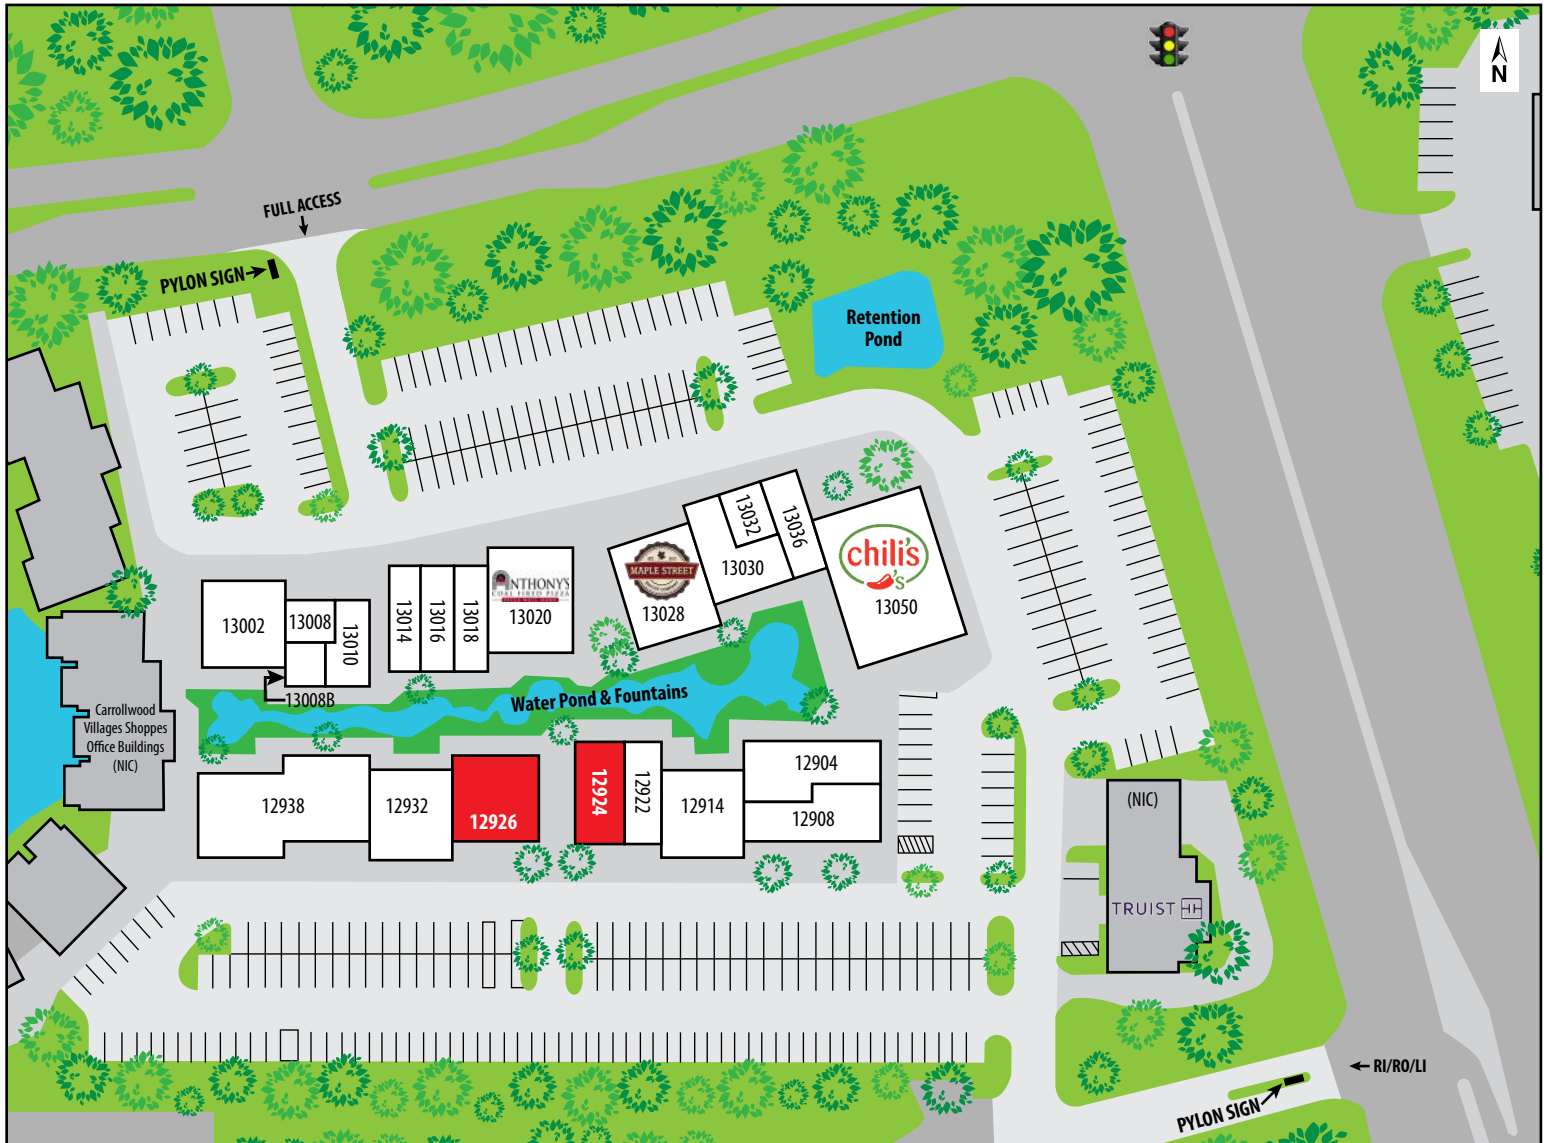 N
FULL ACCESS
PYLON SIGN
Retention
Pond
13032
13036
13030
chili's
's
13050
MAPLE STREET
13028
ANTHONY'S
COAL FIRED PIZZA
13020
13014
13016
13018
13002
13008
13010
13008B
Water Pond & Fountains
Carrollwood
Villages Shoppes
Office Buildings
(NIC)
12938
12932
12926
12924
12922
12914
12904
12908
(NIC)
TRUIST
RI/RO/LI
PYLON SIGN